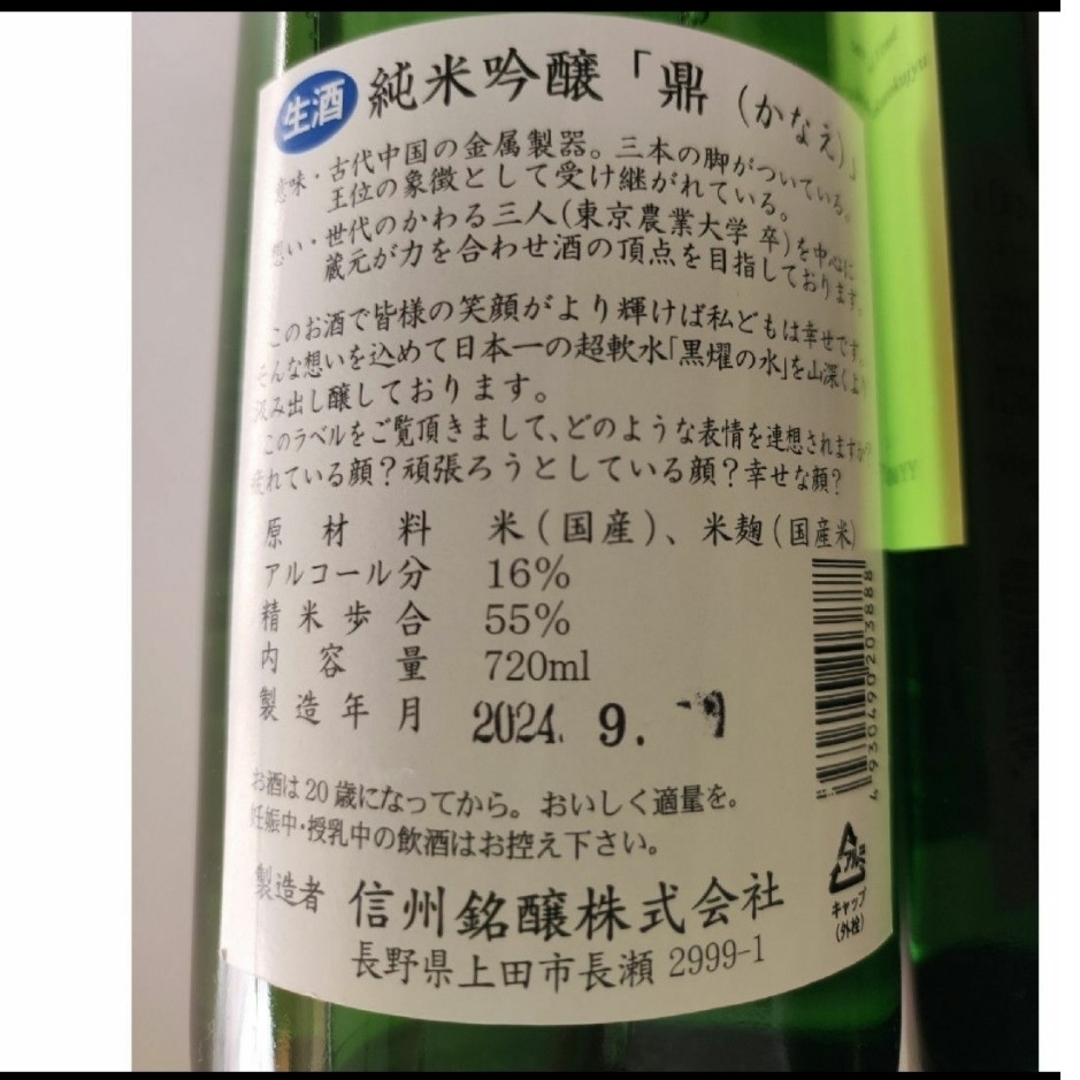 生酒 純米吟醸「鼎(かなえ)」
意味・古代中国の金属製器。三本の脚がついている。
王位の象徴として受け継がれている。
想い・世代のかわる三人(東京農業大学 卒)を中心に
蔵元が力を合わせ酒の頂点を目指しております。
このお酒で皆様の笑顔がより輝けば私どもは幸せです。
そんな想いを込めて日本一の超軟水「黒耀の水」を山深くより
汲み出し醸しております。
このラベルをご覧頂きまして、どのような表情を連想されますか?
疲れている顔?頑張ろうとしている顔?幸せな顔?
原材料 米(国産)、米麹(国産米)
アルコール分 16%
精米歩合 55%
内容量 720ml
製造年月 2024. 9.
お酒は20歳になってから。おいしく適量を。
妊娠中・授乳中の飲酒はお控え下さい。
製造者 信州銘醸株式会社
長野県上田市長瀬 2999-1
4930490203888
アルミ
キャップ
(外栓)